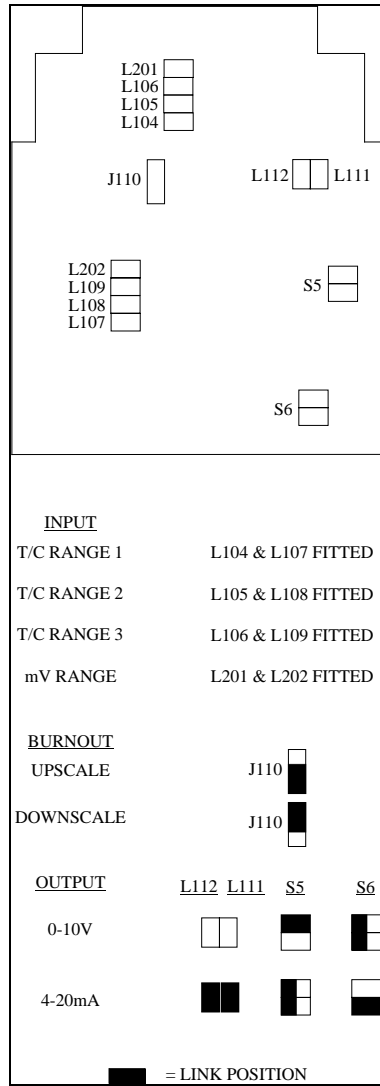 L201
L106
L105
L104
J110
L112 L111
L202
L109
L108
L107
S5
S6
INPUT
T/C RANGE 1 L104 & L107 FITTED
T/C RANGE 2 L105 & L108 FITTED
T/C RANGE 3 L106 & L109 FITTED
mV RANGE L201 & L202 FITTED
BURNOUT
UPSCALE J110
DOWNSCALE J110
OUTPUT L112 L111 S5 S6
0-10V
4-20mA
= LINK POSITION